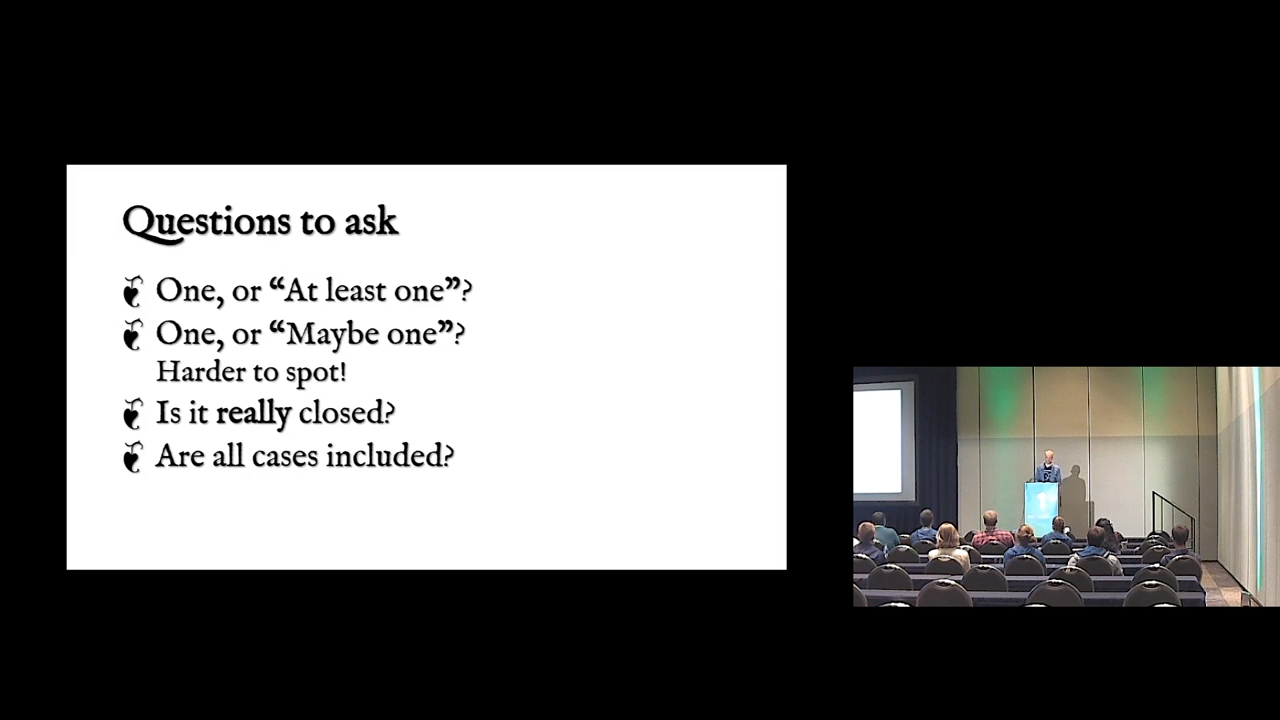 Questions to ask
❦ One, or “At least one”?
❦ One, or “Maybe one”?
Harder to spot!
❦ Is it really closed?
❦ Are all cases included?